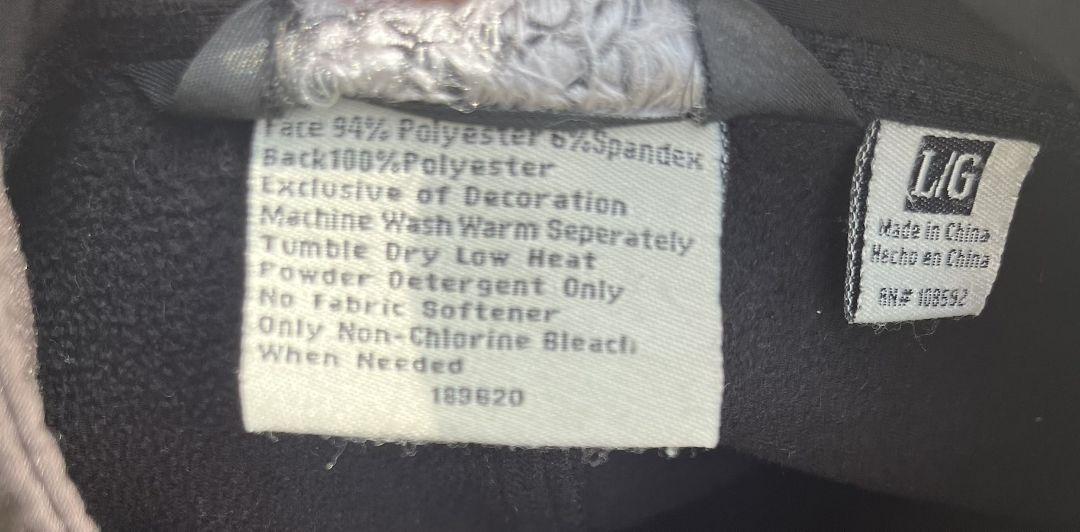 Face 94% Polyester 6%Spandex
Back100%Polyester
Exclusive of Decoration
Machine Wash Warm Seperately
Tumble Dry Low Heat
Powder Detergent Only
No Fabric Softener
Only Non-Chlorine Bleach
When Needed
189620
L/G
Made in China
Hecho en China
RN# 108592